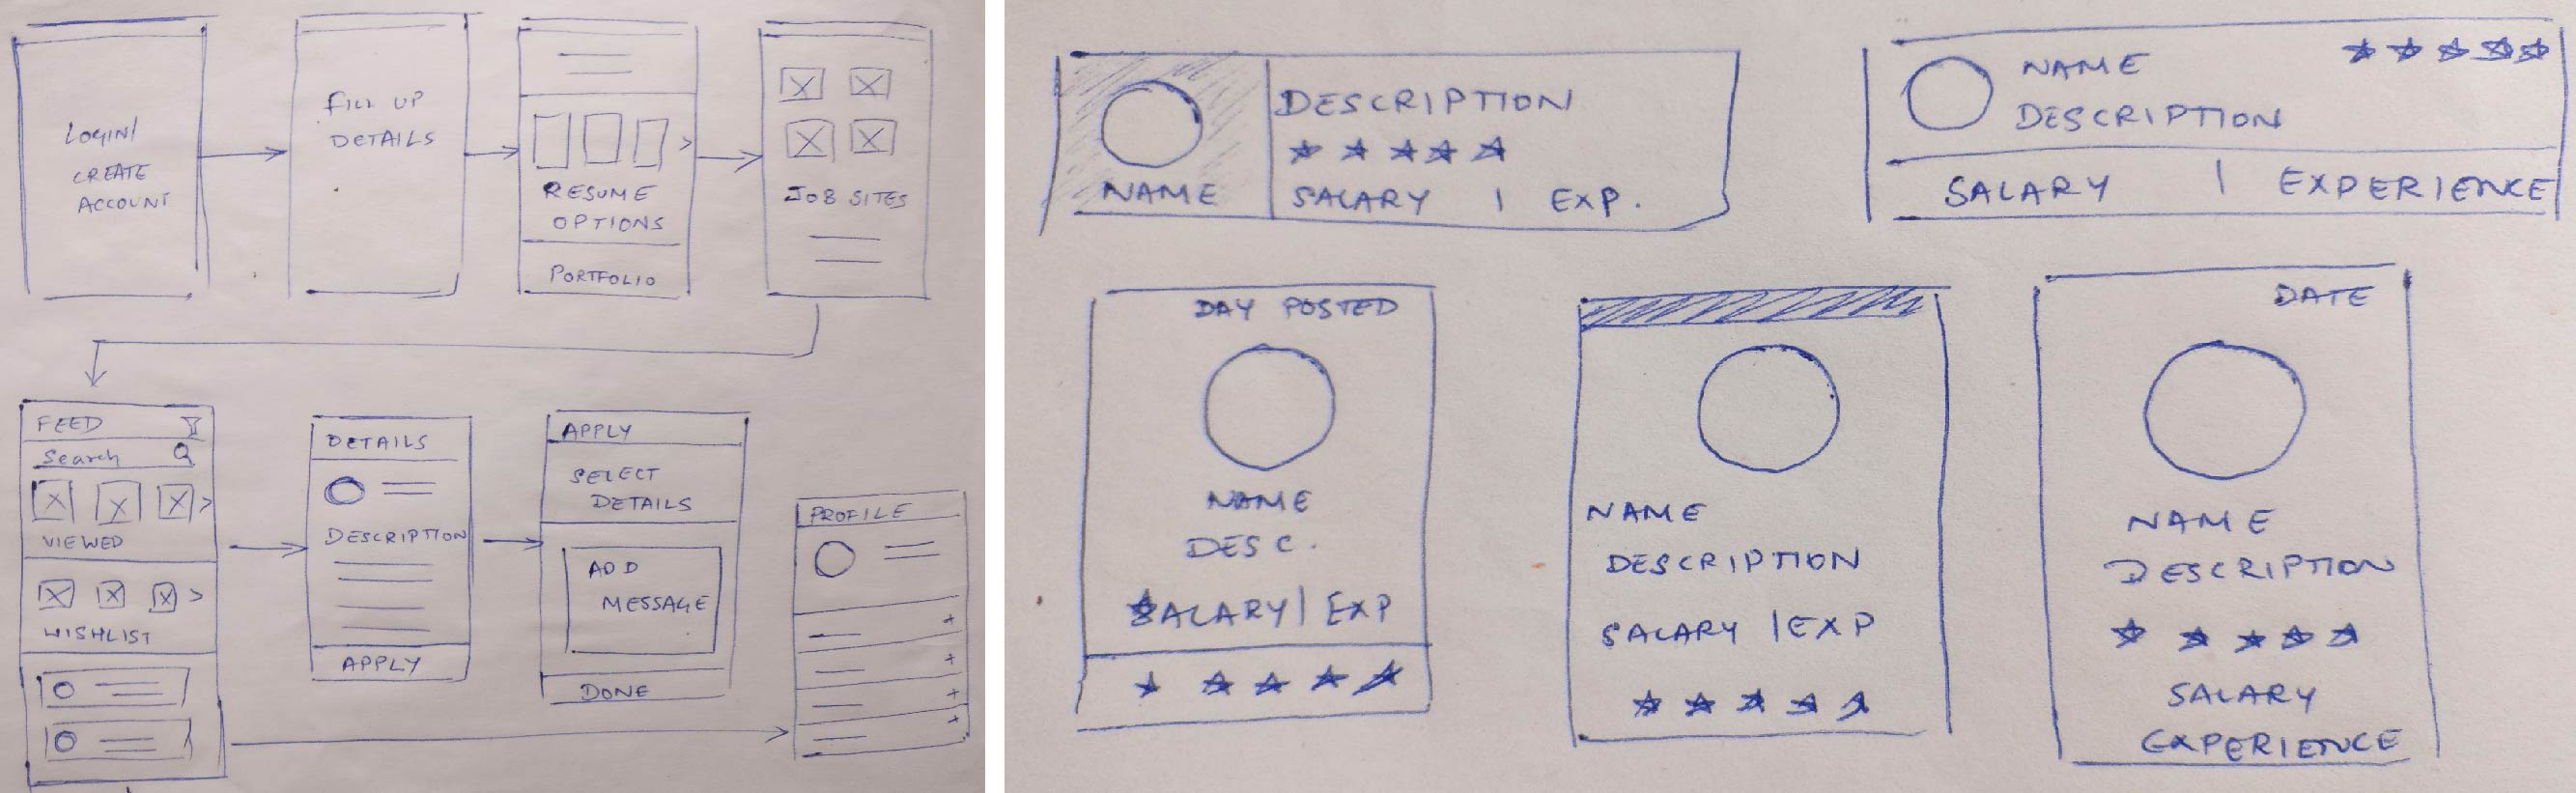 LOGIN/
CREATE
ACCOUNT
FILL UP
DETAILS
RESUME
OPTIONS
PORTFOLIO
JOB SITES
FEED
Search
VIEWED
WISHLIST
DETAILS
DESCRIPTION
APPLY
APPLY
SELECT
DETAILS
ADD
MESSAGE
DONE
PROFILE
NAME
DESCRIPTION
SALARY | EXP.
NAME
DESCRIPTION
SALARY | EXPERIENCE
DAY POSTED
NAME
DESC.
SALARY | EXP
NAME
DESCRIPTION
SALARY | EXP
DATE
NAME
DESCRIPTION
SALARY
EXPERIENCE